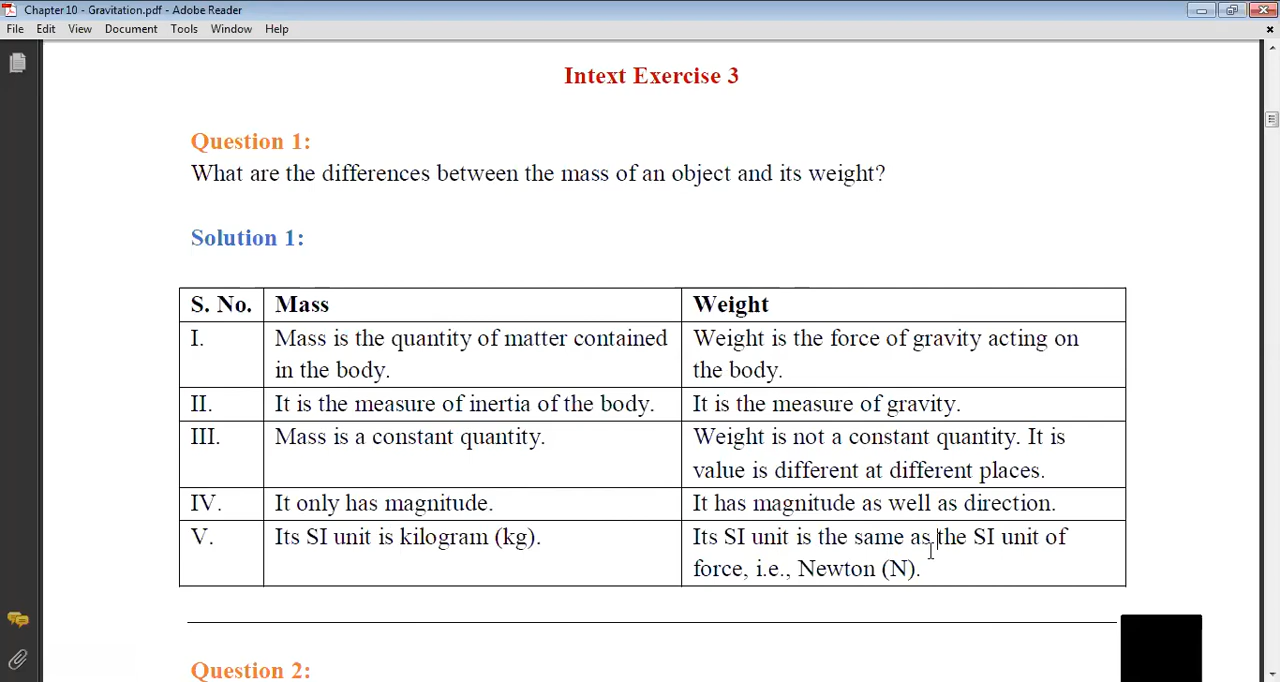 Chapter 10 - Gravitation.pdf - Adobe Reader
File Edit View Document Tools Window Help
Intext Exercise 3
Question 1:
What are the differences between the mass of an object and its weight?
Solution 1:
S. No. Mass Weight
I. Mass is the quantity of matter contained Weight is the force of gravity acting on
in the body. the body.
II. It is the measure of inertia of the body. It is the measure of gravity.
III. Mass is a constant quantity. Weight is not a constant quantity. It is
value is different at different places.
IV. It only has magnitude. It has magnitude as well as direction.
V. Its SI unit is kilogram (kg). Its SI unit is the same as the SI unit of
force, i.e., Newton (N).
Question 2: